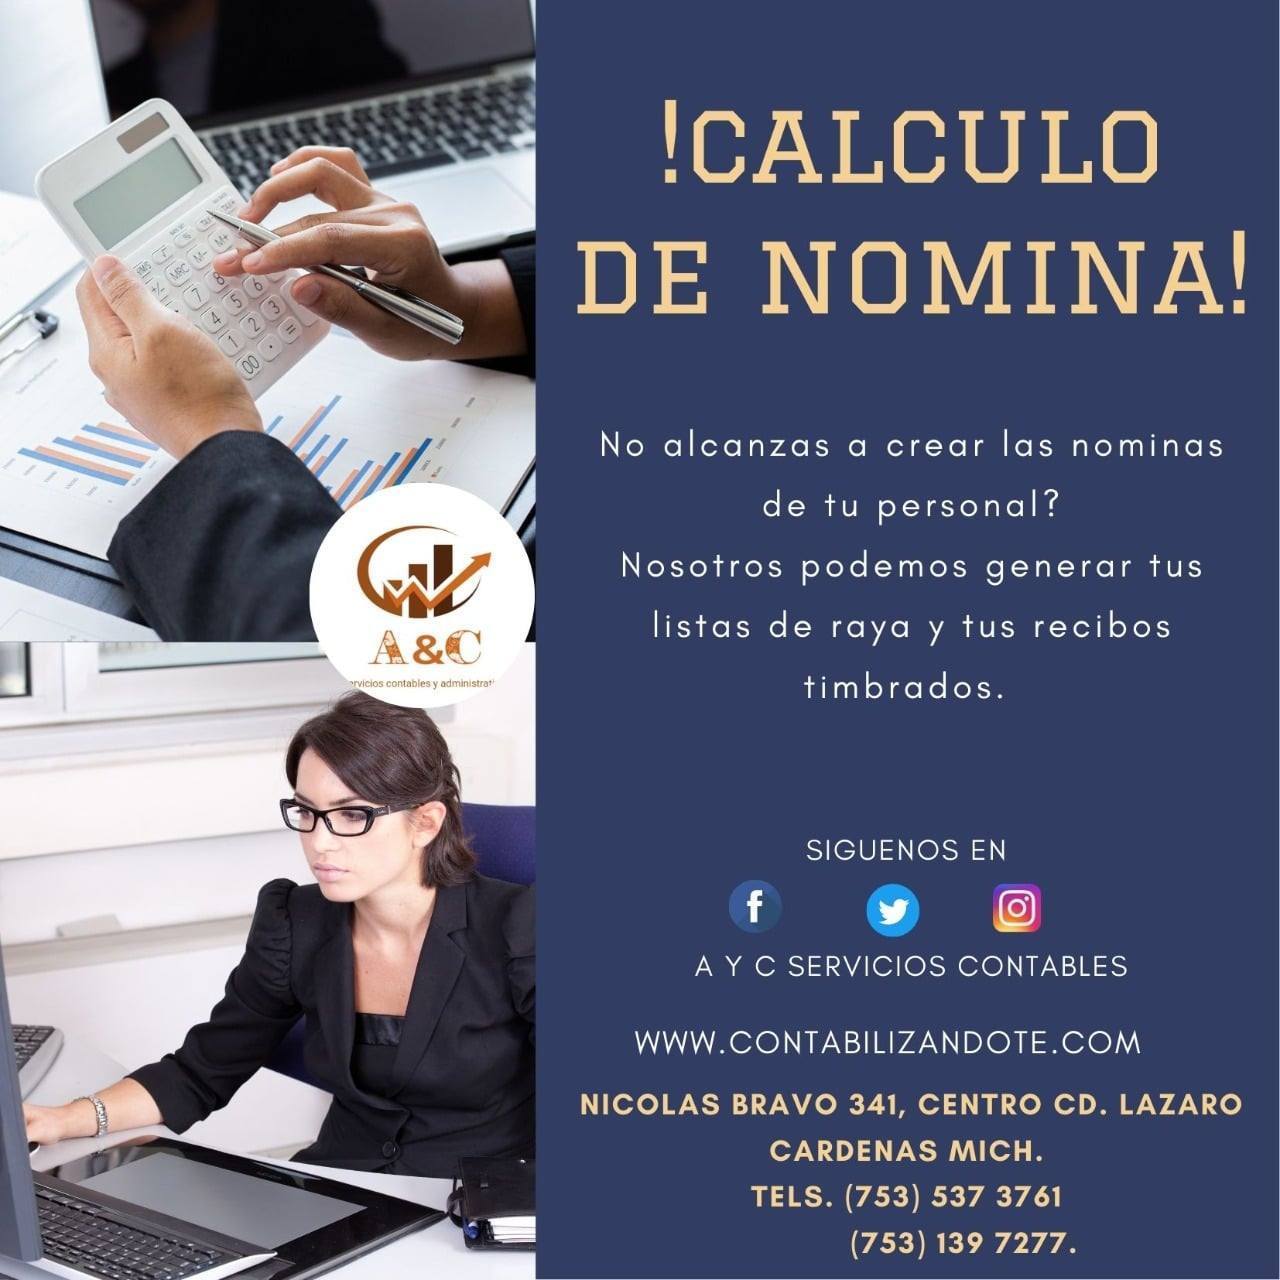 !CALCULO
DE NOMINA!
No alcanzas a crear las nominas
de tu personal?
Nosotros podemos generar tus
listas de raya y tus recibos
timbrados.
A&C
contables y
SIGUENOS EN
A Y C SERVICIOS CONTABLES
WWW.CONTABILIZANDOTE.COM
NICOLAS BRAVO 341, CENTRO CD. LAZARO
CARDENAS MICH.
TELS. (753) 537 3761
(753) 139 7277.